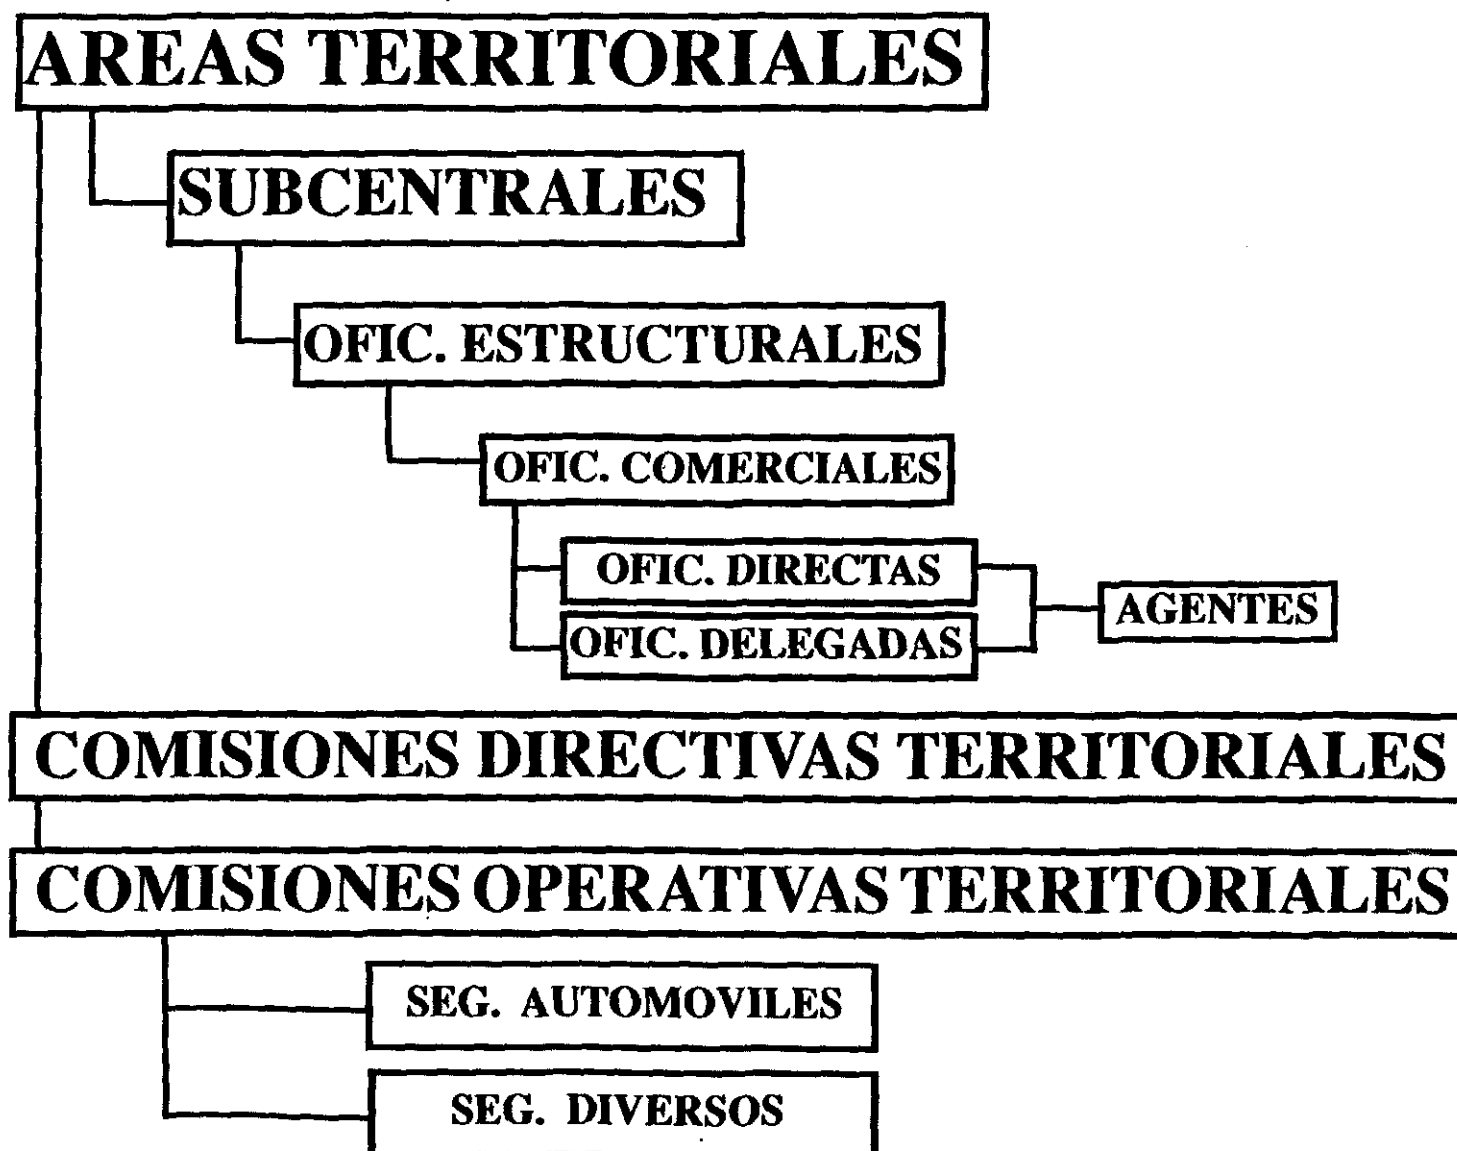 AREAS TERRITORIALES
SUBCENTRALES
OFIC. ESTRUCTURALES
OFIC. COMERCIALES
OFIC. DIRECTAS
OFIC. DELEGADAS
AGENTES
COMISIONES DIRECTIVAS TERRITORIALES
COMISIONES OPERATIVAS TERRITORIALES
SEG. AUTOMOVILES
SEG. DIVERSOS